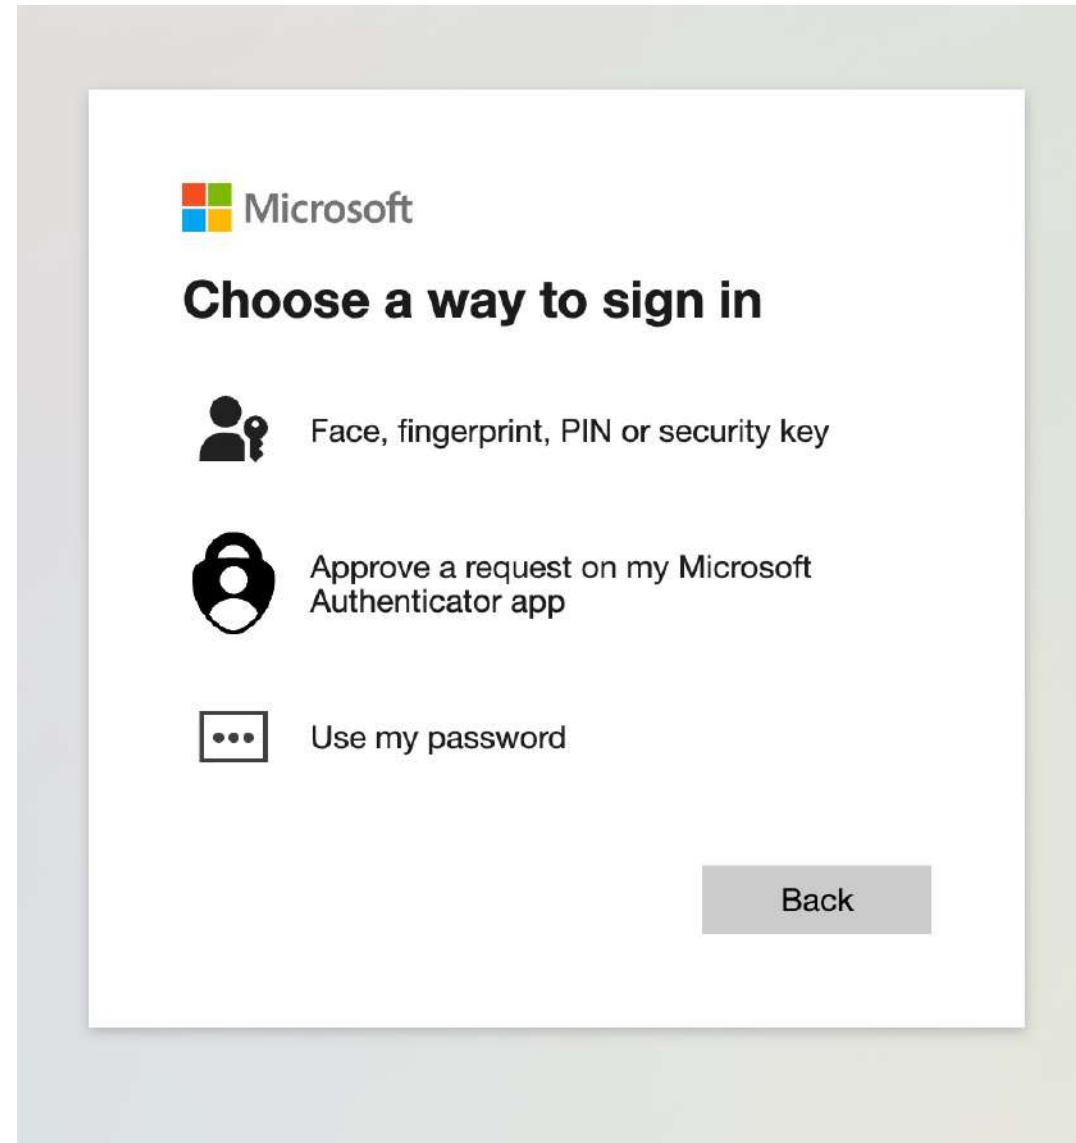 Microsoft
Choose a way to sign in
Face, fingerprint, PIN or security key
Approve a request on my Microsoft
Authenticator app
Use my password
Back